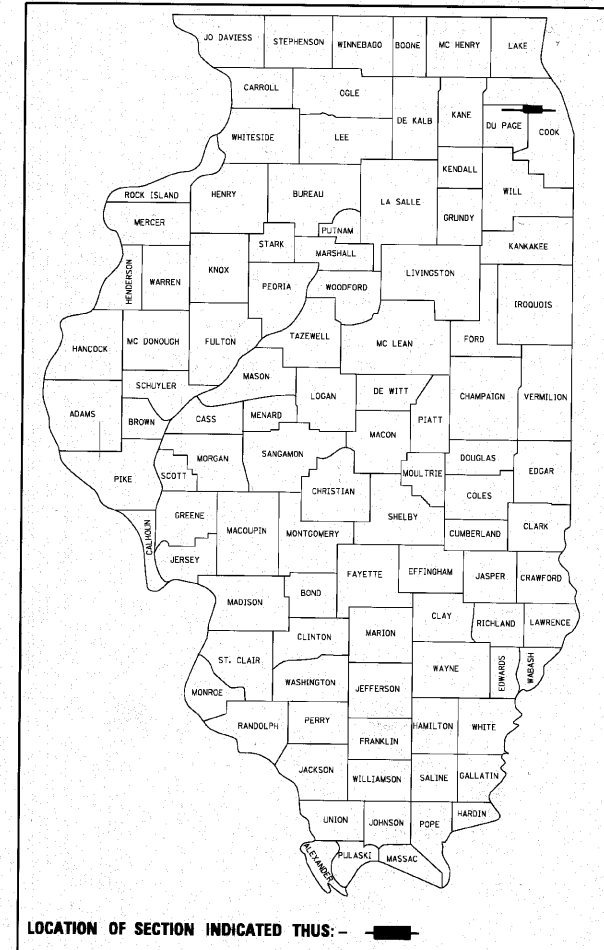 JO DAVIESS
STEPHENSON
WINNEBAGO
BOONE
MC HENRY
LAKE
CARROLL
OGLE
DE KALB
KANE
DU PAGE
COOK
WHITESIDE
LEE
KENDALL
WILL
ROCK ISLAND
HENRY
BUREAU
LA SALLE
GRUNDY
MERCER
PUTNAM
KANKAKEE
STARK
MARSHALL
HENDERSON
WARREN
KNOX
PEORIA
WOODFORD
LIVINGSTON
IROQUOIS
HANCOCK
MC DONOUGH
FULTON
TAZEWELL
MC LEAN
FORD
MASON
SCHUYLER
LOGAN
DE WITT
CHAMPAIGN
VERMILION
ADAMS
BROWN
CASS
MENARD
PIATT
MACON
MORGAN
SANGAMON
DOUGLAS
EDGAR
PIKE
SCOTT
CHRISTIAN
MOULTRIE
COLES
GREENE
MACOUPIN
MONTGOMERY
SHELBY
CUMBERLAND
CLARK
CALHOUN
JERSEY
FAYETTE
EFFINGHAM
JASPER
CRAWFORD
MADISON
BOND
CLAY
RICHLAND
LAWRENCE
CLINTON
MARION
ST. CLAIR
WAYNE
EDWARDS
WABASH
WASHINGTON
JEFFERSON
MONROE
RANDOLPH
PERRY
HAMILTON
WHITE
FRANKLIN
JACKSON
WILLIAMSON
SALINE
GALLATIN
UNION
JOHNSON
POPE
HARDIN
ALEXANDER
PULASKI
MASSAC
LOCATION OF SECTION INDICATED THUS: -